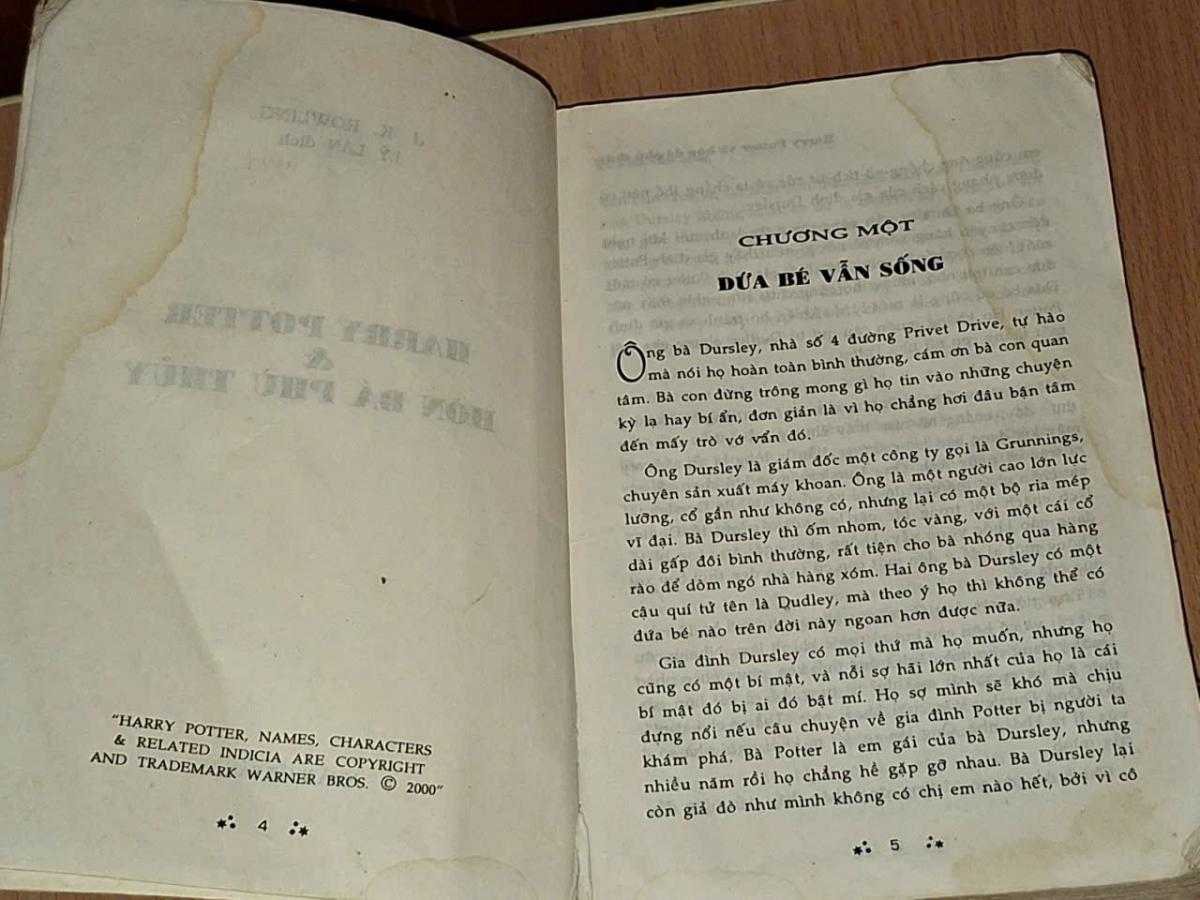 "HARRY POTTER, NAMES, CHARACTERS
& RELATED INDICIA ARE COPYRIGHT
AND TRADEMARK WARNER BROS. © 2000"
4
CHƯƠNG MỘT
ĐỨA BÉ VẪN SỐNG
Ông bà Dursley, nhà số 4 đường Privet Drive, tự hào
mà nói họ hoàn toàn bình thường, cám ơn bà con quan
tâm. Bà con đừng trông mong gì họ tin vào những chuyện
kỳ lạ hay bí ẩn, đơn giản là vì họ chẳng hơi đâu bận tâm
đến mấy trò vớ vẩn đó.
Ông Dursley là giám đốc một công ty gọi là Grunnings,
chuyên sản xuất máy khoan. Ông là một người cao lớn lực
lưỡng, cổ gần như không có, nhưng lại có một bộ ria mép
vĩ đại. Bà Dursley thì ốm nhom, tóc vàng, với một cái cổ
dài gấp đôi bình thường, rất tiện cho bà nhóng qua hàng
rào để dòm ngó nhà hàng xóm. Hai ông bà Dursley có một
cậu quí tử tên là Dudley, mà theo ý họ thì không thể có
đứa bé nào trên đời này ngoan hơn được nữa.
Gia đình Dursley có mọi thứ mà họ muốn, nhưng họ
cũng có một bí mật, và nỗi sợ hãi lớn nhất của họ là cái
bí mật đó bị ai đó bật mí. Họ sợ mình sẽ khó mà chịu
đựng nổi nếu câu chuyện về gia đình Potter bị người ta
khám phá. Bà Potter là em gái của bà Dursley, nhưng
nhiều năm rồi họ chẳng hề gặp gỡ nhau. Bà Dursley lại
còn giả đò như mình không có chị em nào hết, bởi vì cô
5